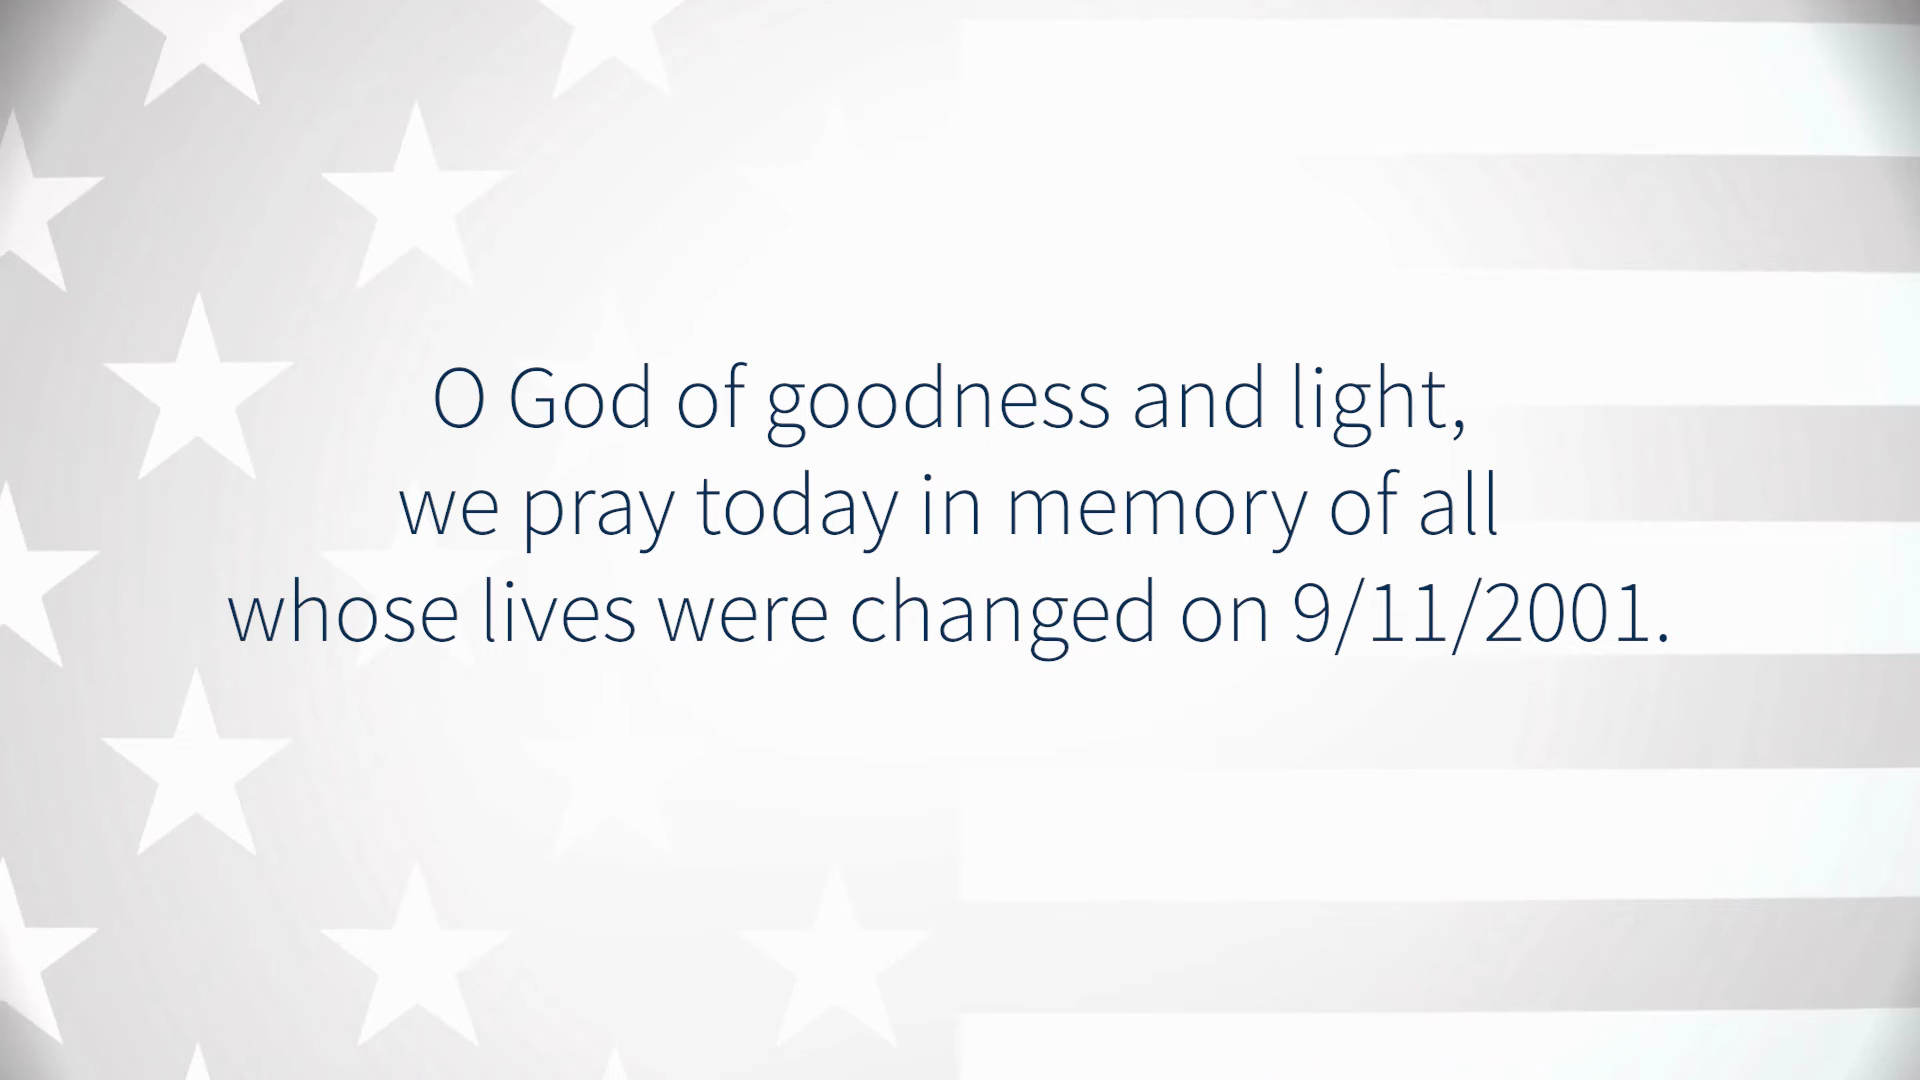 O God of goodness and light,
we pray today in memory of all
whose lives were changed on 9/11/2001.